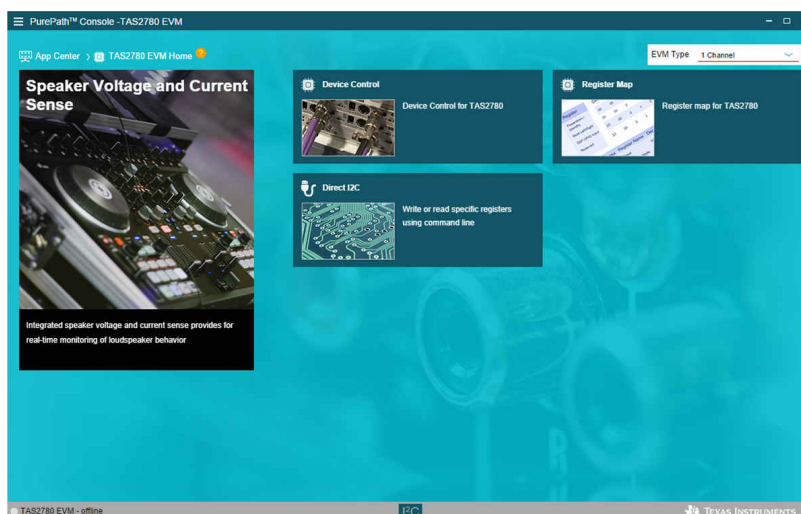 PurePath™ Console -TAS2780 EVM
App Center
TAS2780 EVM Home
EVM Type
1 Channel
Speaker Voltage and Current
Sense
Integrated speaker voltage and current sense provides for
real-time monitoring of loudspeaker behavior
Device Control
Device Control for TAS2780
Register Map
Register map for TAS2780
Direct I2C
Write or read specific registers
using command line
TAS2780 EVM - offline
I²C
TEXAS INSTRUMENTS